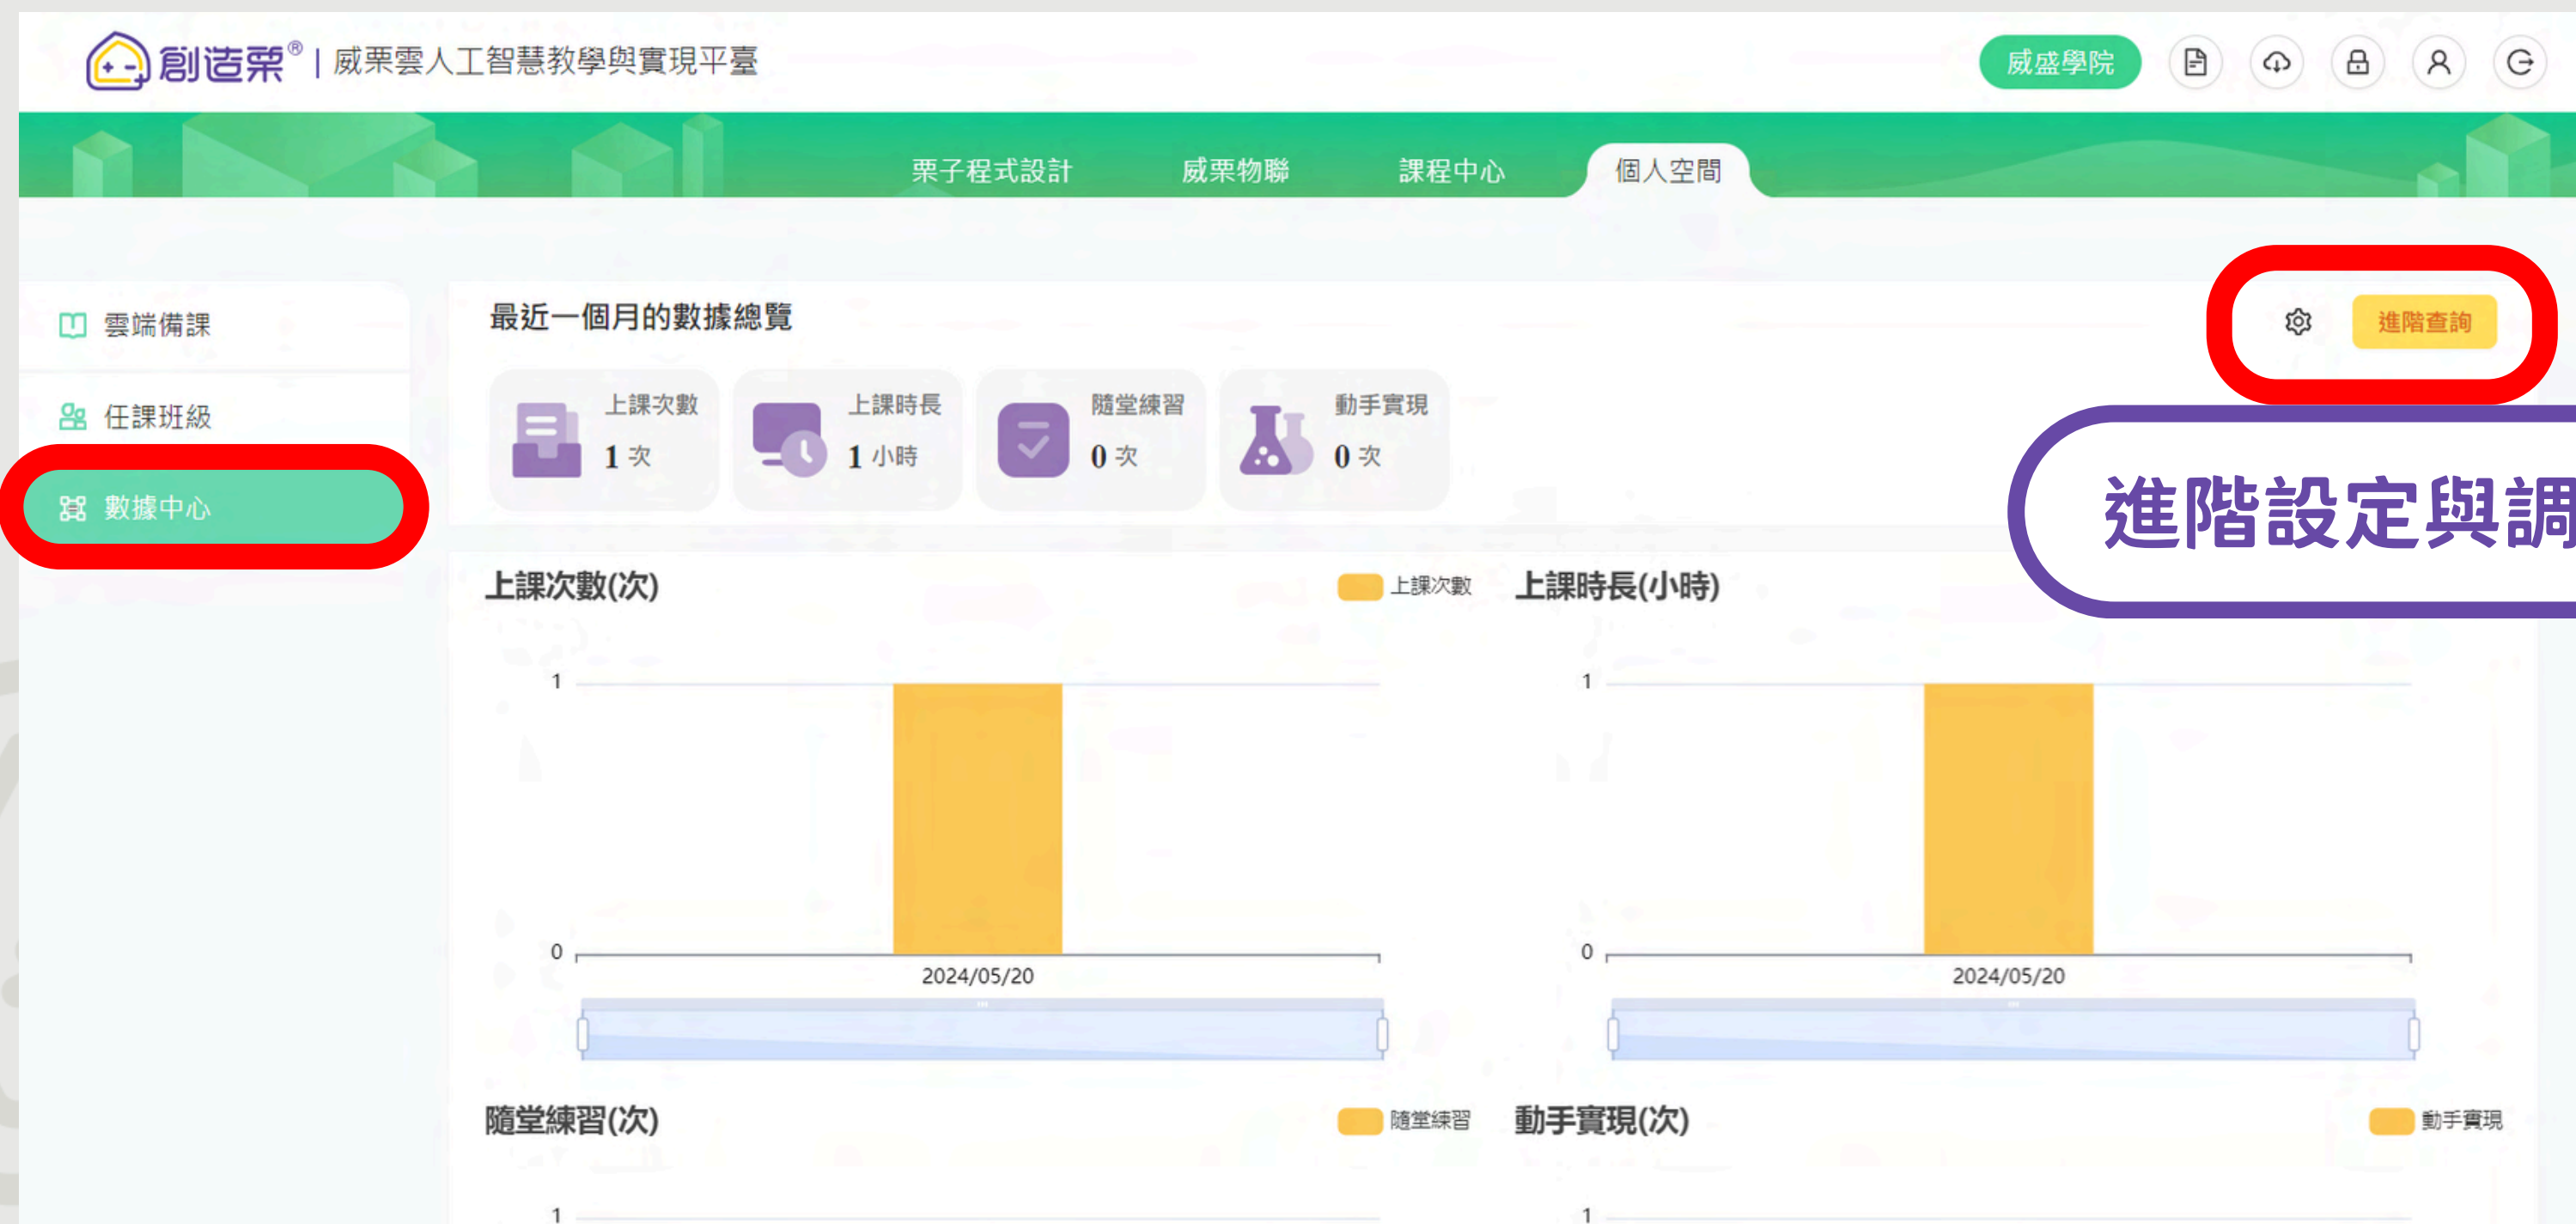 創造栗® | 威栗雲人工智慧教學與實現平臺
威盛學院
栗子程式設計 威栗物聯 課程中心 個人空間
雲端備課
任課班級
數據中心
最近一個月的數據總覽
進階查詢
上課次數
1 次
上課時長
1 小時
隨堂練習
0 次
動手實現
0 次
進階設定與調
上課次數(次)
上課次數
1
0
2024/05/20
上課時長(小時)
1
0
2024/05/20
隨堂練習(次)
隨堂練習
1
動手實現(次)
動手實現
1